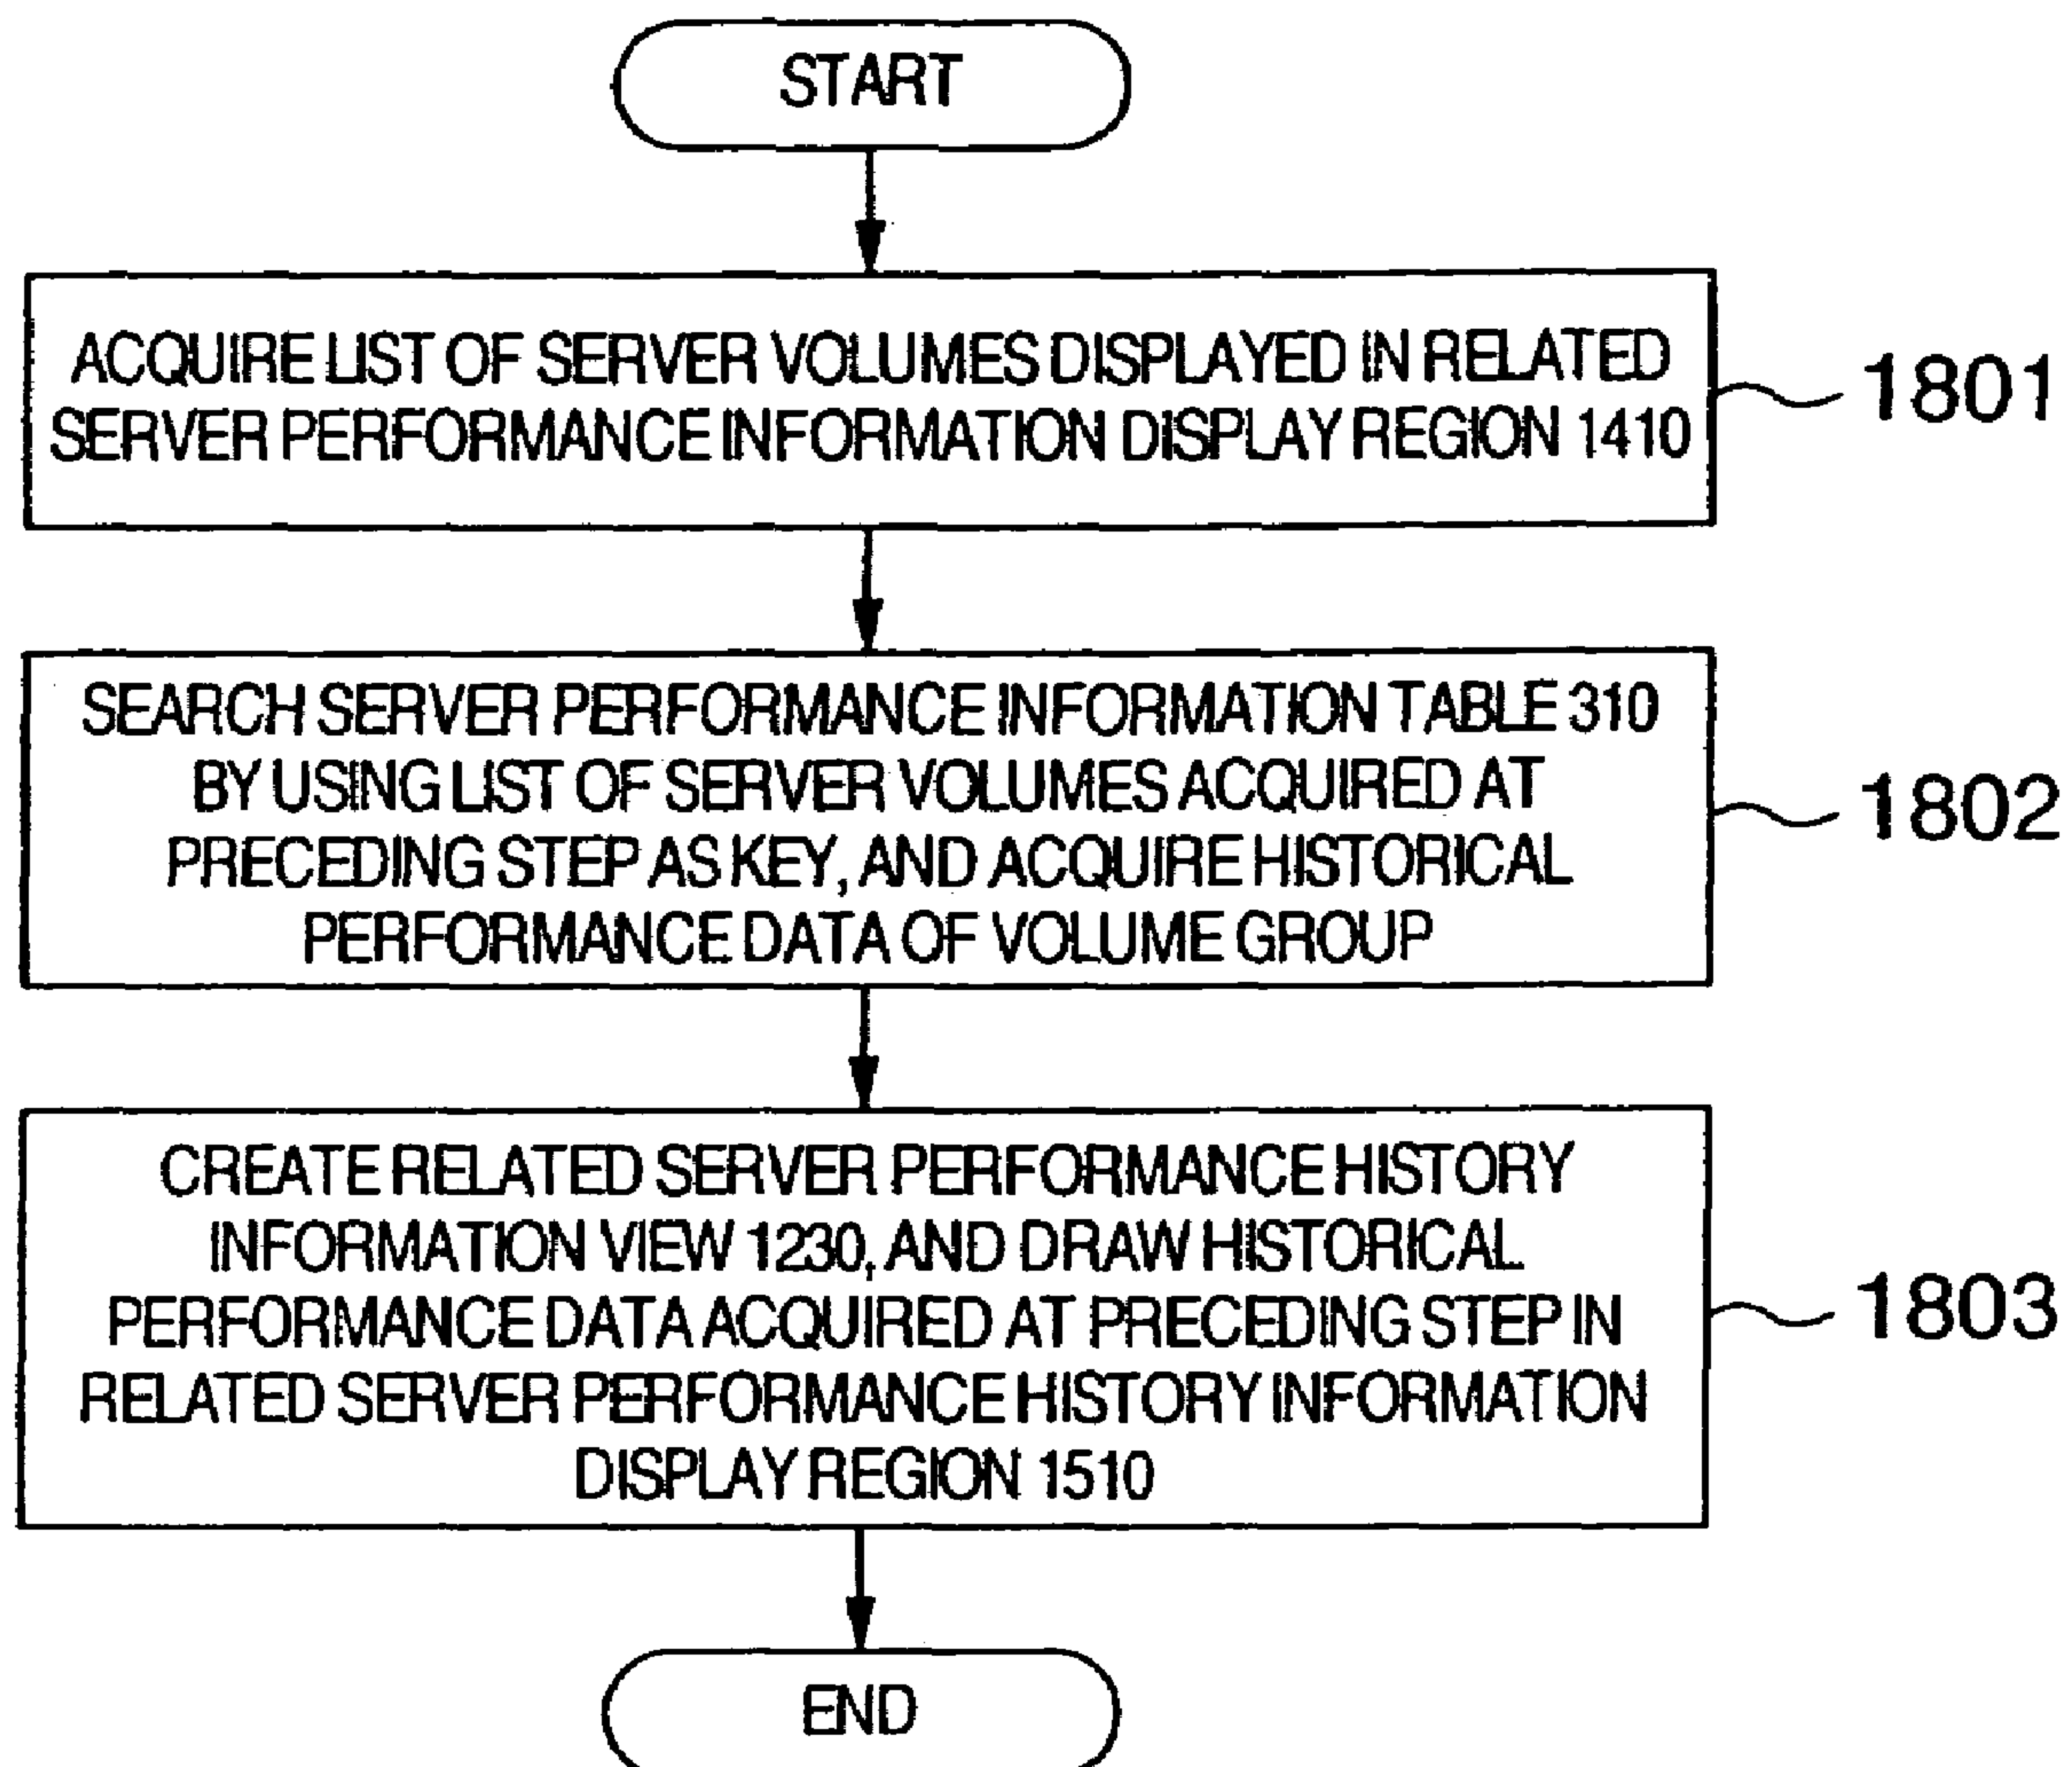 START
ACQUIRE LIST OF SERVER VOLUMES DISPLAYED IN RELATED
SERVER PERFORMANCE INFORMATION DISPLAY REGION 1410
1801
SEARCH SERVER PERFORMANCE INFORMATION TABLE 310
BY USING LIST OF SERVER VOLUMES ACQUIRED AT
PRECEDING STEP AS KEY, AND ACQUIRE HISTORICAL
PERFORMANCE DATA OF VOLUME GROUP
1802
CREATE RELATED SERVER PERFORMANCE HISTORY
INFORMATION VIEW 1230, AND DRAW HISTORICAL
PERFORMANCE DATA ACQUIRED AT PRECEDING STEP IN
RELATED SERVER PERFORMANCE HISTORY INFORMATION
DISPLAY REGION 1510
1803
END